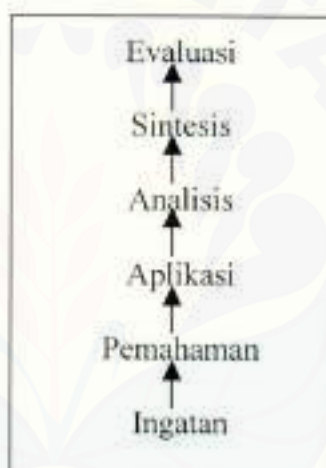 Evaluasi
Sintesis
Analisis
Aplikasi
Pemahaman
Ingatan